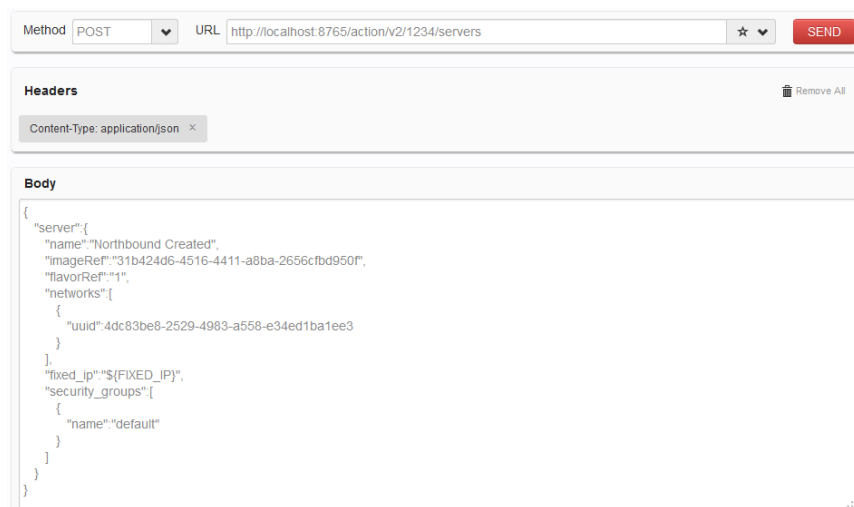 Method POST URL http://localhost:8765/action/v2/1234/servers SEND
Headers Remove All
Content-Type: application/json ×
Body
{
"server":{
"name":"Northbound Created",
"imageRef":"31b424d6-4516-4411-a8ba-2656cfbd950f",
"flavorRef":"1",
"networks":[
{
"uuid":4dc83be8-2529-4983-a558-e34ed1ba1ee3
}
],
"fixed_ip":"${FIXED_IP}",
"security_groups":[
{
"name":"default"
}
]
}
}